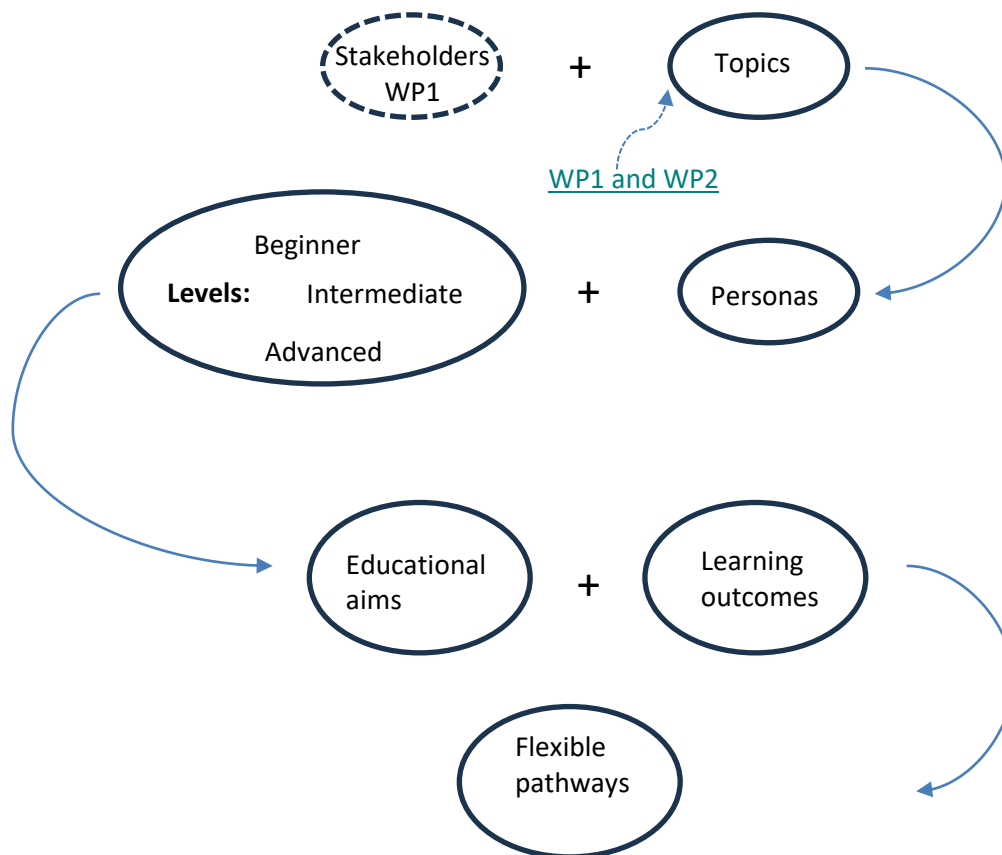 Stakeholders
WP1
+
Topics
WP1 and WP2
Beginner
Levels: Intermediate
Advanced
+
Personas
Educational
aims
+
Learning
outcomes
Flexible
pathways